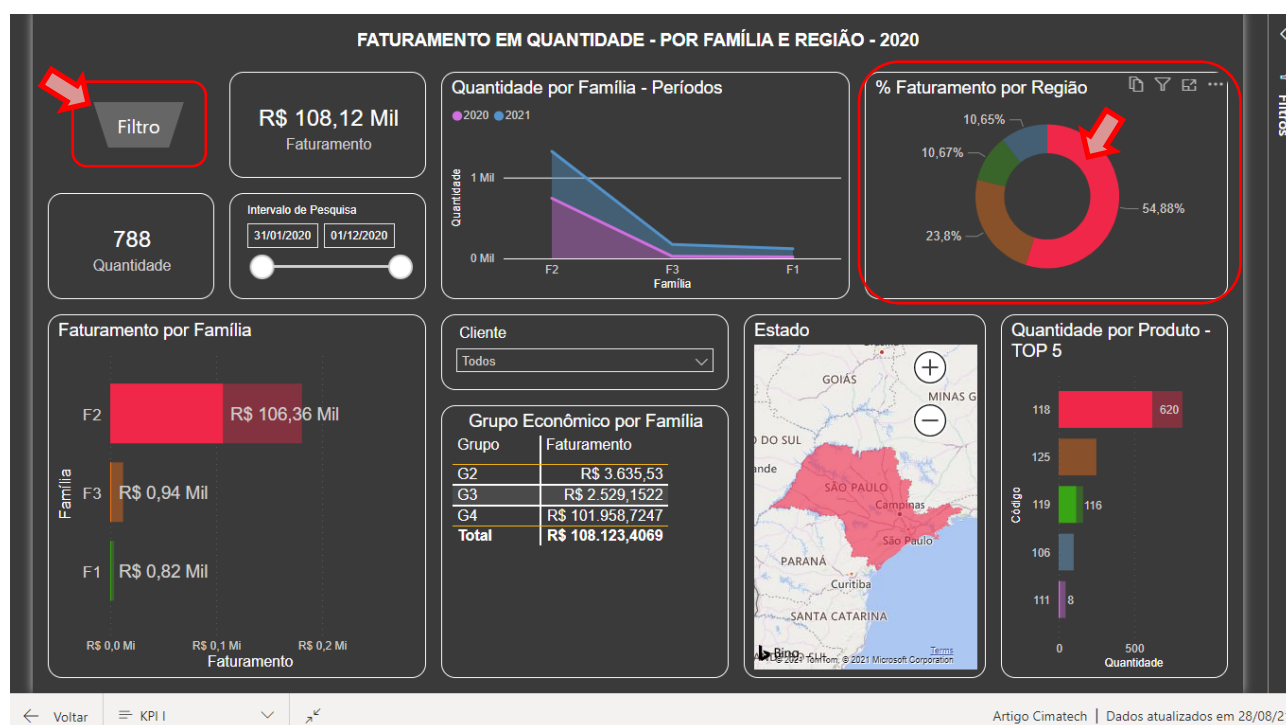 FATURAMENTO EM QUANTIDADE - POR FAMÍLIA E REGIÃO - 2020
Filtro
R$ 108,12 Mil
Faturamento
788
Quantidade
Intervalo de Pesquisa
31/01/2020 01/12/2020
Quantidade por Família - Períodos
2020 2021
Quantidade
1 Mil
0 Mil
F2 F3 F1
Família
% Faturamento por Região
10,65%
10,67%
23,8%
54,88%
Filtros
Faturamento por Família
Família
F2 R$ 106,36 Mil
F3 R$ 0,94 Mil
F1 R$ 0,82 Mil
R$ 0,0 Mi R$ 0,1 Mi R$ 0,2 Mi
Faturamento
Cliente
Todos
Grupo Econômico por Família
Grupo Faturamento
G2 R$ 3.635,53
G3 R$ 2.529,1522
G4 R$ 101.958,7247
Total R$ 108.123,4069
Estado
GOIÁS
MINAS G
DO SUL
SÃO PAULO
Campinas
São Paulo
PARANÁ
Curitiba
SANTA CATARINA
Bing
Terms
© 2021 TomTom, © 2021 Microsoft Corporation
Quantidade por Produto -
TOP 5
Código
118 620
125
119 116
106
111 8
0 500
Quantidade
Voltar
KPI I
Artigo Cimatech | Dados atualizados em 28/08/2